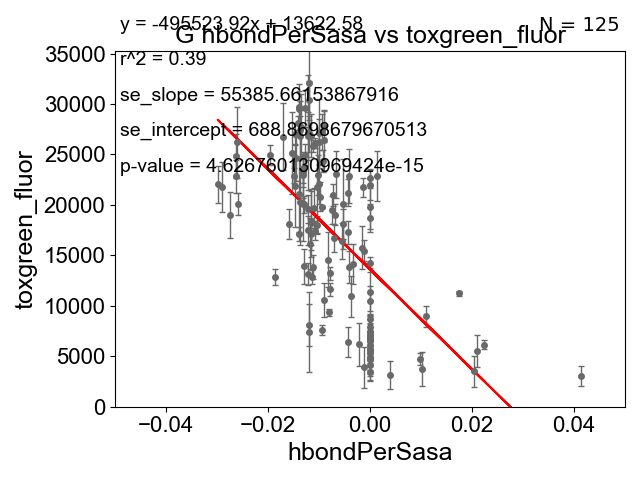 y = -495523.92x + 13622.58
N = 125
G hbondPerSasa vs toxgreen_fluor
r^2 = 0.39
se_slope = 55385.66153867916
se_intercept = 688.8698679670513
p-value = 4.626760130969424e-15
35000
30000
25000
20000
15000
10000
5000
0
toxgreen_fluor
−0.04
−0.02
0.00
0.02
0.04
hbondPerSasa